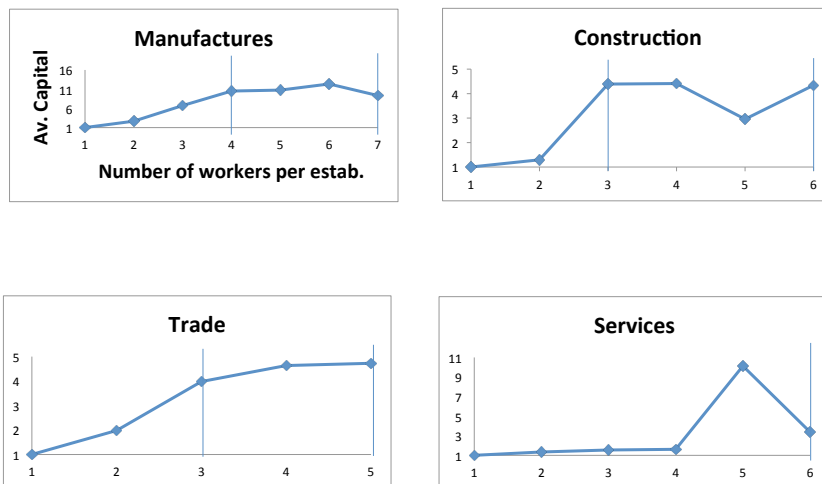 Manufactures
Av. Capital
16
11
6
1
1 2 3 4 5 6 7
Number of workers per estab.
Construction
5
4
3
2
1
1 2 3 4 5 6
Trade
5
4
3
2
1
1 2 3 4 5
Services
11
9
7
5
3
1
1 2 3 4 5 6